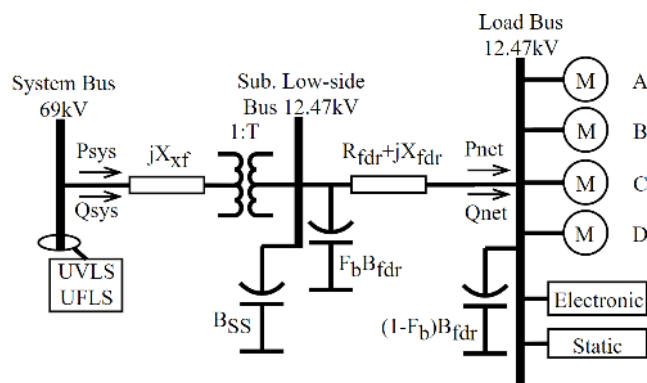 Load Bus
12.47kV
System Bus
69kV
Sub. Low-side
Bus 12.47kV
1:T
Psys
jXxf
Rfdr+jXfdr
Pnet
Qsys
Qnet
M A
M B
M C
M D
UVLS
UFLS
BSS
FbBfdr
(1-Fb)Bfdr
Electronic
Static